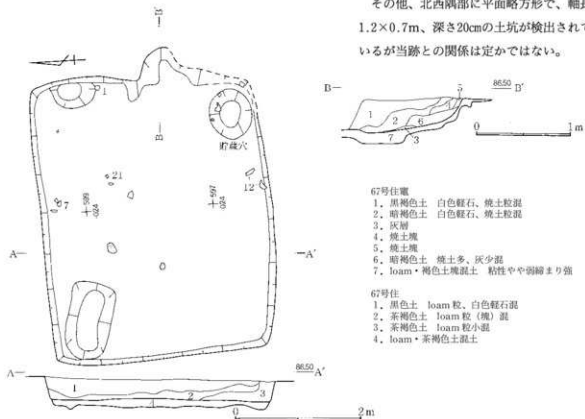 その他、北西隅部に平面略方形で、軸長
1.2×0.7m、深さ20cmの土坑が検出されて
いるが当跡との関係は定かではない。
B
B
1
貯蔵穴
21
7
589
-024
597
-024
12
A
A′
A
86.50
A′
1
2
3
4
0
2m
B
86.50
B′
5
1
2
6
7
3
0
1m
67号住竈
1. 黒褐色土 白色軽石、焼土粒混
2. 暗褐色土 白色軽石、焼土粒混
3. 灰層
4. 焼土塊
5. 焼土塊
6. 暗褐色土 焼土多、灰少混
7. loam・褐色土塊混土 粘性やや弱締まり強
67号住
1. 黒色土 loam粒、白色軽石混
2. 茶褐色土 loam粒(塊)混
3. 茶褐色土 loam粒小混
4. loam・茶褐色土混土